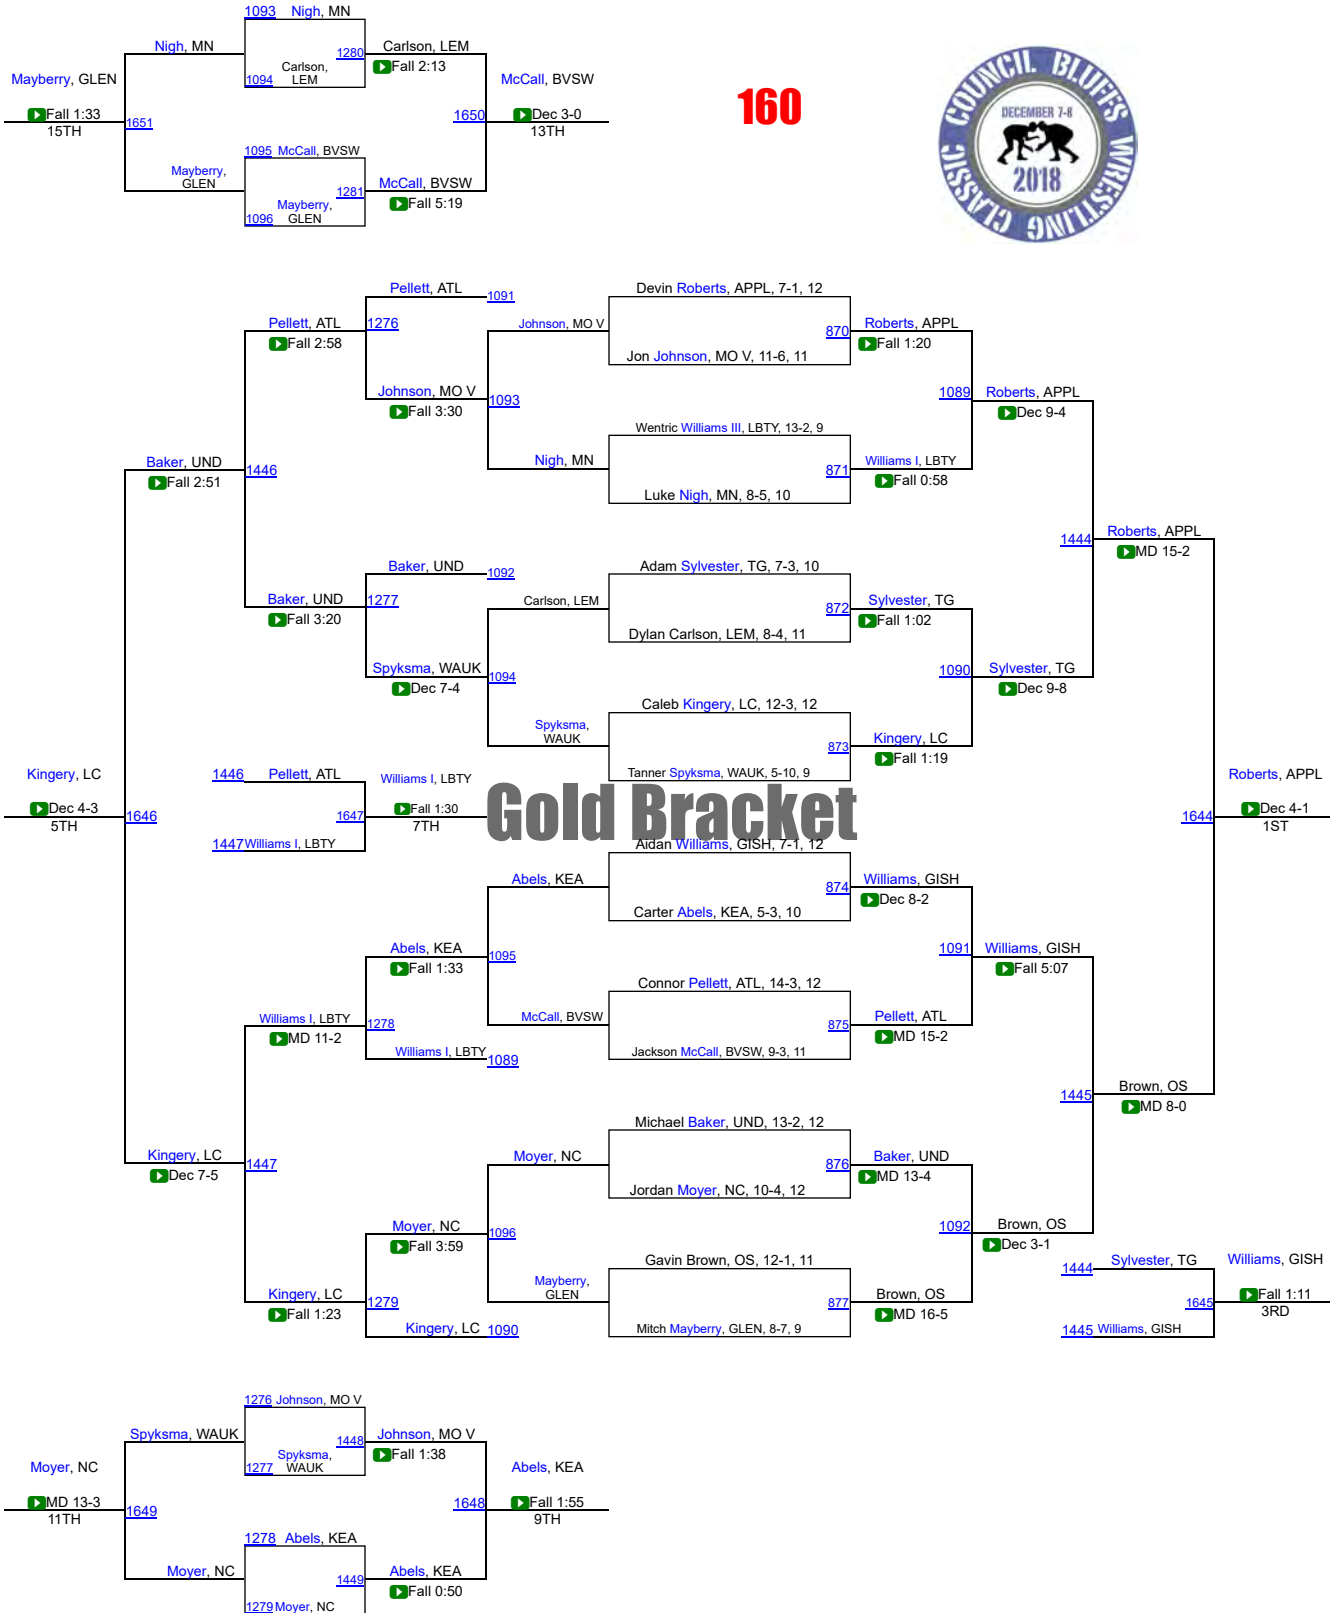 1093 Nigh, MN
Nigh, MN
1280 Carlson, LEM
Carlson,
LEM
1094
Fall 2:13
Mayberry, GLEN
McCall, BVSW
Fall 1:33
15TH
1651
1650
Dec 3-0
13TH
1095 McCall, BVSW
Mayberry,
GLEN
1281 McCall, BVSW
Mayberry,
GLEN
1096
Fall 5:19
160
COUNCIL BLUFFS WRESTLING CLASSIC
DECEMBER 7-8
2018
Pellett, ATL
1091
Devin Roberts, APPL, 7-1, 12
Pellett, ATL
Fall 2:58
1276
Johnson, MO V
870
Roberts, APPL
Fall 1:20
Jon Johnson, MO V, 11-6, 11
Johnson, MO V
Fall 3:30
1093
1089
Roberts, APPL
Dec 9-4
Wentric Williams III, LBTY, 13-2, 9
Baker, UND
Fall 2:51
1446
Nigh, MN
871
Williams I, LBTY
Fall 0:58
Luke Nigh, MN, 8-5, 10
1444
Roberts, APPL
MD 15-2
Baker, UND
1092
Adam Sylvester, TG, 7-3, 10
Baker, UND
Fall 3:20
1277
Carlson, LEM
872
Sylvester, TG
Fall 1:02
Dylan Carlson, LEM, 8-4, 11
Spyksma, WAUK
Dec 7-4
1094
1090
Sylvester, TG
Dec 9-8
Caleb Kingery, LC, 12-3, 12
Spyksma,
WAUK
873
Kingery, LC
Fall 1:19
Tanner Spyksma, WAUK, 5-10, 9
Kingery, LC
Dec 4-3
5TH
1646
1446 Pellett, ATL
Williams I, LBTY
1647
Fall 1:30
7TH
1447 Williams I, LBTY
Gold Bracket
1644
Roberts, APPL
Dec 4-1
1ST
Aidan Williams, GISH, 7-1, 12
Abels, KEA
874
Williams, GISH
Dec 8-2
Carter Abels, KEA, 5-3, 10
Abels, KEA
Fall 1:33
1095
1091
Williams, GISH
Fall 5:07
Connor Pellett, ATL, 14-3, 12
Williams I, LBTY
MD 11-2
1278
McCall, BVSW
875
Pellett, ATL
MD 15-2
Jackson McCall, BVSW, 9-3, 11
Williams I, LBTY
1089
1445
Brown, OS
MD 8-0
Michael Baker, UND, 13-2, 12
Kingery, LC
Dec 7-5
1447
Moyer, NC
876
Baker, UND
MD 13-4
Jordan Moyer, NC, 10-4, 12
Moyer, NC
Fall 3:59
1096
1092
Brown, OS
Dec 3-1
Gavin Brown, OS, 12-1, 11
Kingery, LC
Fall 1:23
1279
Mayberry,
GLEN
877
Brown, OS
MD 16-5
Mitch Mayberry, GLEN, 8-7, 9
Kingery, LC
1090
1444 Sylvester, TG
Williams, GISH
1645
Fall 1:11
3RD
1445 Williams, GISH
1276 Johnson, MO V
Spyksma, WAUK
1448
Johnson, MO V
Fall 1:38
Spyksma,
WAUK
1277
Moyer, NC
MD 13-3
11TH
1649
Abels, KEA
1648
Fall 1:55
9TH
1278 Abels, KEA
Moyer, NC
1449
Abels, KEA
Fall 0:50
1279 Moyer, NC